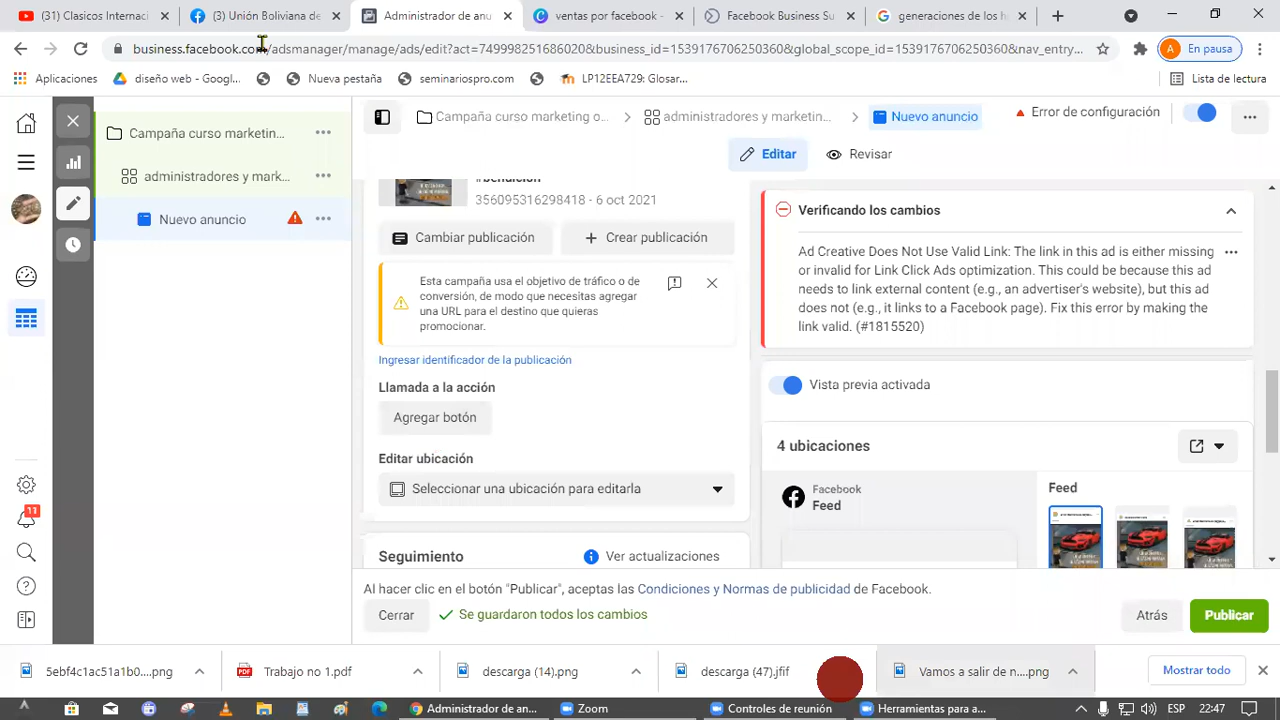 (31) Clasicos Internaci
(3) Unión Boliviana de
Administrador de anu
ventas por facebook -
Facebook Business Su
generaciones de los h
business.facebook.com/adsmanager/manage/ads/edit?act=749998251686020&business_id=1539176706250360&global_scope_id=1539176706250360&nav_entry...
A En pausa
Aplicaciones
diseño web - Googl...
Nueva pestaña
seminariospro.com
LP12EEA729: Glosar...
Lista de lectura
Campaña curso marketin...
administradores y mark...
Nuevo anuncio
11
Campaña curso marketing o...
administradores y marketin...
Nuevo anuncio
Error de configuración
Editar
Revisar
356095316298418 - 6 oct 2021
Cambiar publicación
Crear publicación
Esta campaña usa el objetivo de tráfico o de
conversión, de modo que necesitas agregar
una URL para el destino que quieras
promocionar.
Ingresar identificador de la publicación
Llamada a la acción
Agregar botón
Editar ubicación
Seleccionar una ubicación para editarla
Seguimiento
Ver actualizaciones
Verificando los cambios
Ad Creative Does Not Use Valid Link: The link in this ad is either missing
or invalid for Link Click Ads optimization. This could be because this ad
needs to link external content (e.g., an advertiser's website), but this ad
does not (e.g., it links to a Facebook page). Fix this error by making the
link valid. (#1815520)
Vista previa activada
4 ubicaciones
Facebook
Feed
Feed
Al hacer clic en el botón "Publicar", aceptas las Condiciones y Normas de publicidad de Facebook.
Cerrar
Se guardaron todos los cambios
Atrás
Publicar
5ebf4c1ac51a1b0....png
Trabajo no 1.pdf
descarga (14).png
descarga (47).jfif
Vamos a salir de n....png
Mostrar todo
Administrador de an...
Zoom
Controles de reunión
Herramientas para a...
ESP
22:47